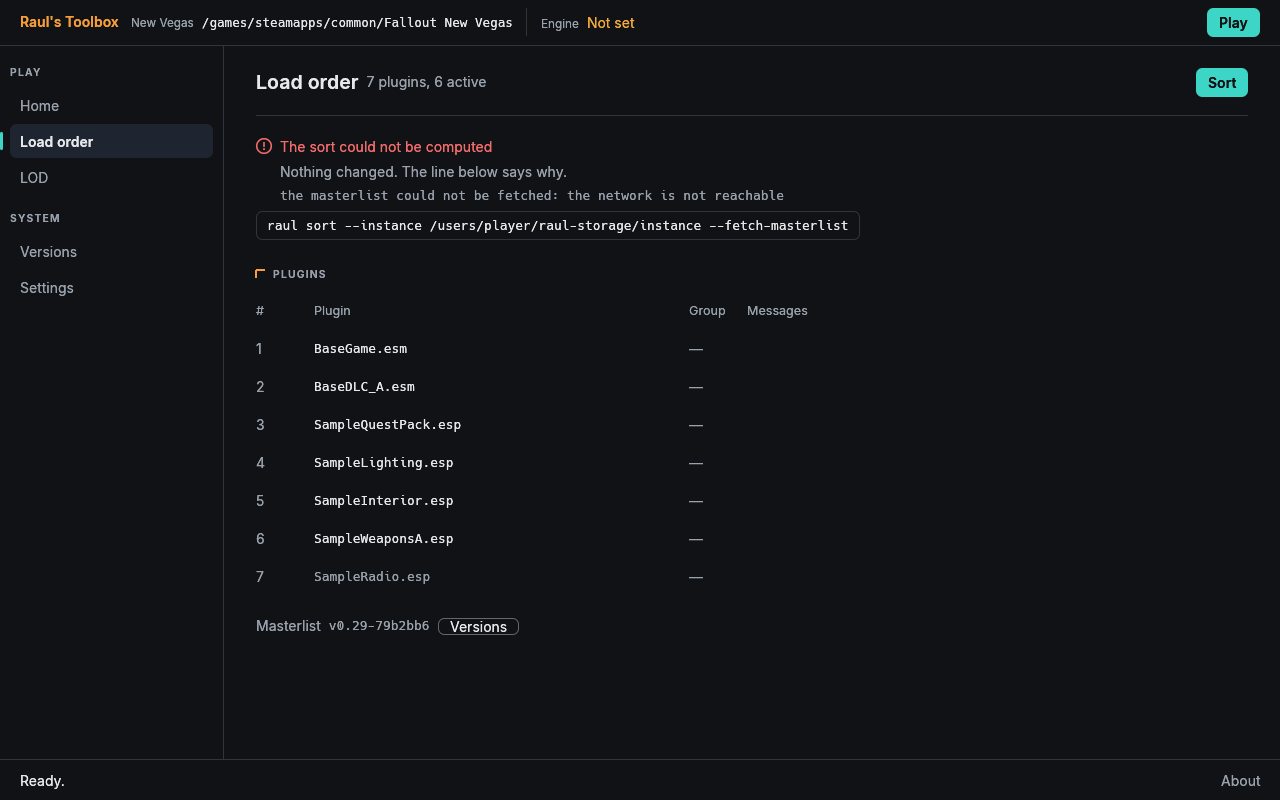 Raul's Toolbox New Vegas /games/steamapps/common/Fallout New Vegas Engine Not set Play
PLAY
Home
Load order
LOD
SYSTEM
Versions
Settings
Load order 7 plugins, 6 active Sort
The sort could not be computed
Nothing changed. The line below says why.
the masterlist could not be fetched: the network is not reachable
raul sort --instance /users/player/raul-storage/instance --fetch-masterlist
PLUGINS
# Plugin Group Messages
1 BaseGame.esm —
2 BaseDLC_A.esm —
3 SampleQuestPack.esp —
4 SampleLighting.esp —
5 SampleInterior.esp —
6 SampleWeaponsA.esp —
7 SampleRadio.esp —
Masterlist v0.29-79b2bb6 Versions
Ready. About